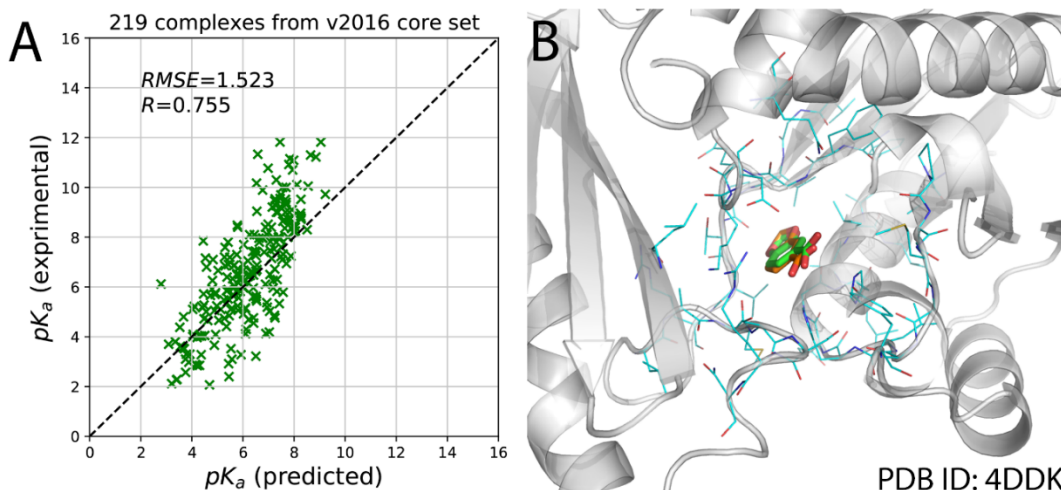 A
219 complexes from v2016 core set
RMSE=1.523
R=0.755
16
14
12
10
8
6
4
2
0
0 2 4 6 8 10 12 14 16
pKa (exprimental)
pKa (predicted)
B
PDB ID: 4DDK